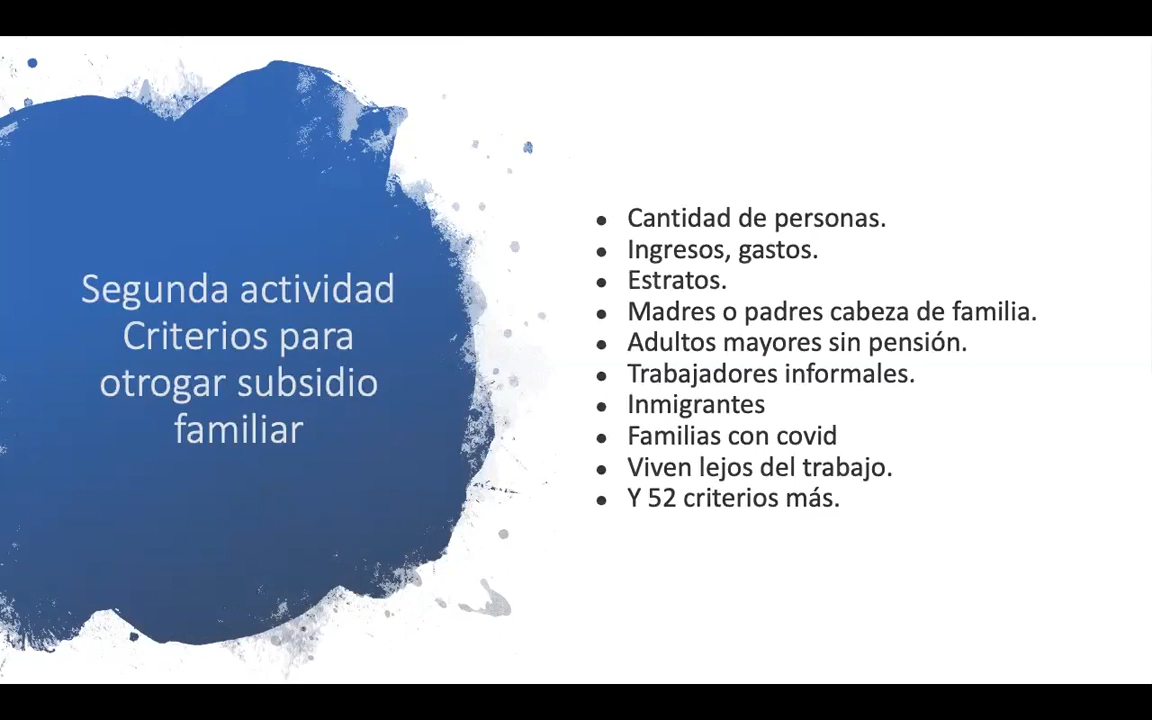 Segunda actividad
Criterios para
otrogar subsidio
familiar
Cantidad de personas.
Ingresos, gastos.
Estratos.
Madres o padres cabeza de familia.
Adultos mayores sin pensión.
Trabajadores informales.
Inmigrantes
Familias con covid
Viven lejos del trabajo.
Y 52 criterios más.